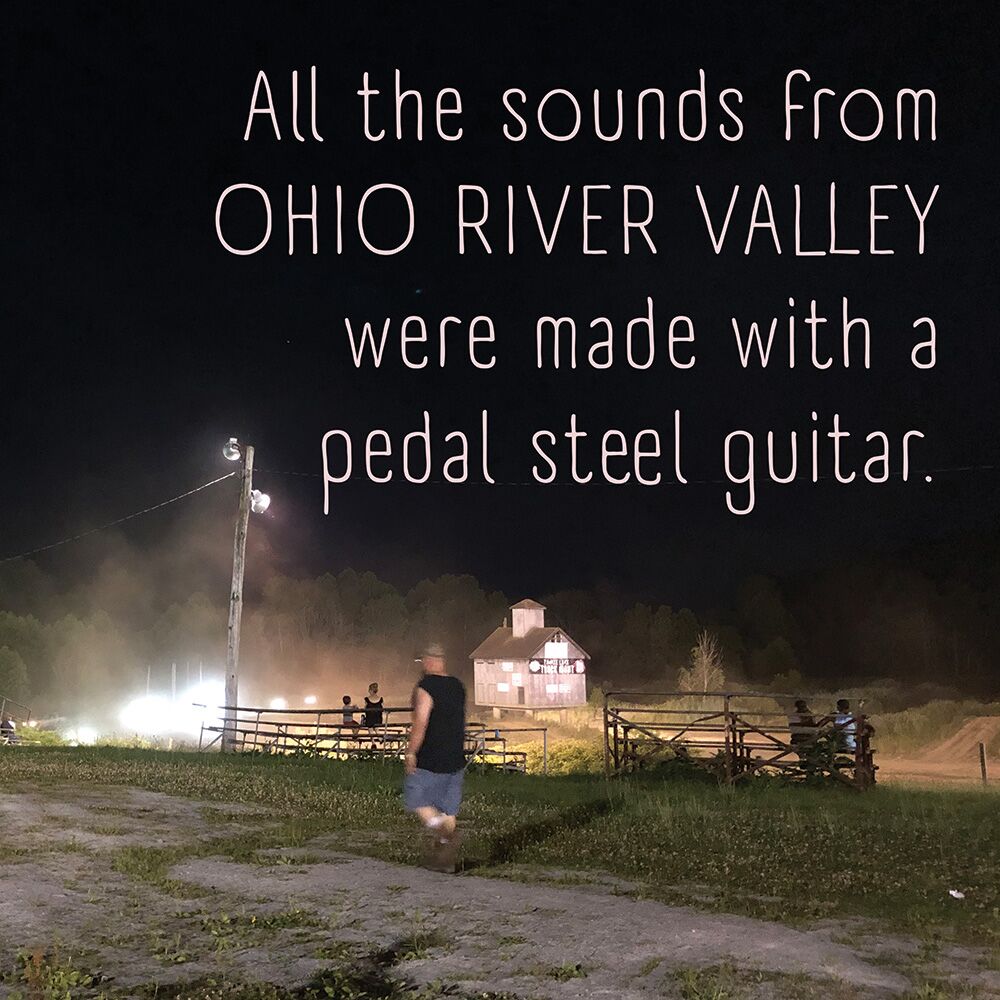 All the sounds from
OHIO RIVER VALLEY
were made with a
pedal steel guitar.